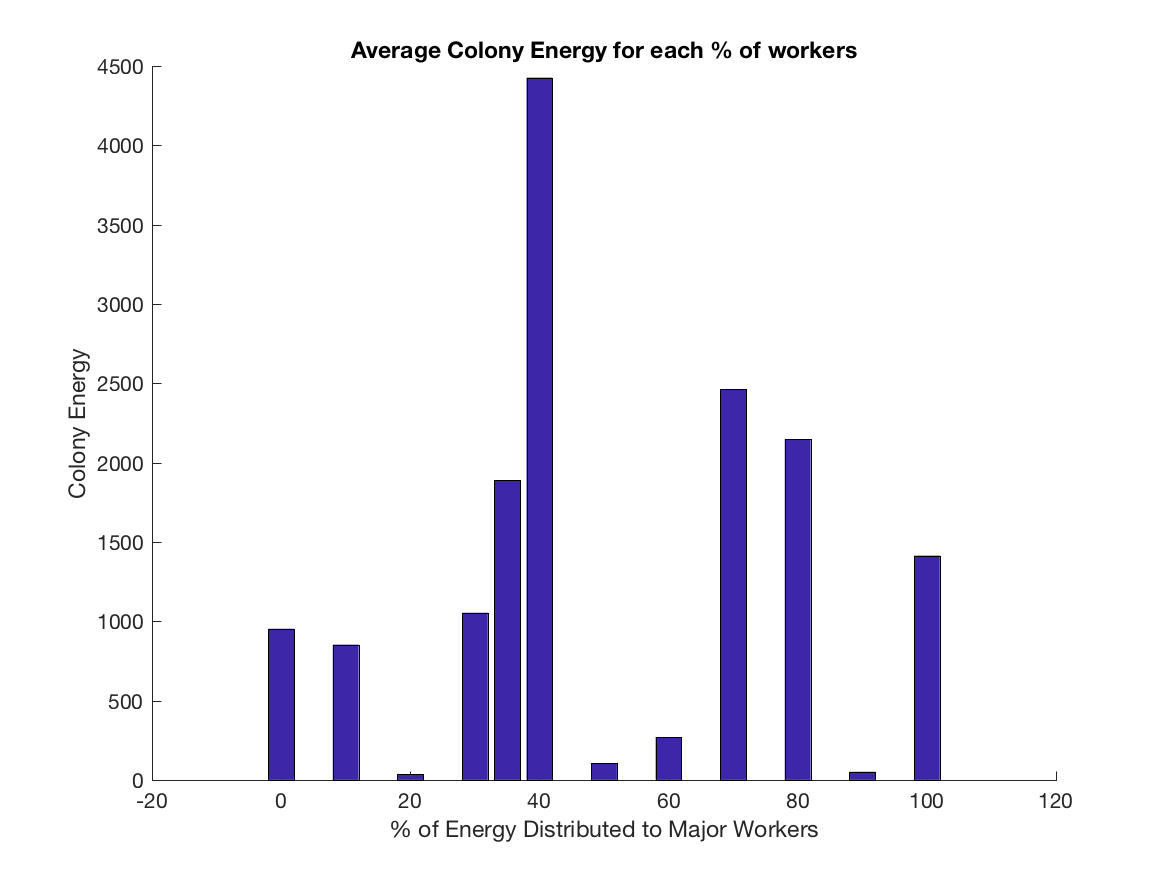 Average Colony Energy for each % of workers
4500
4000
3500
3000
2500
2000
1500
1000
500
0
Colony Energy
-20 0 20 40 60 80 100 120
% of Energy Distributed to Major Workers